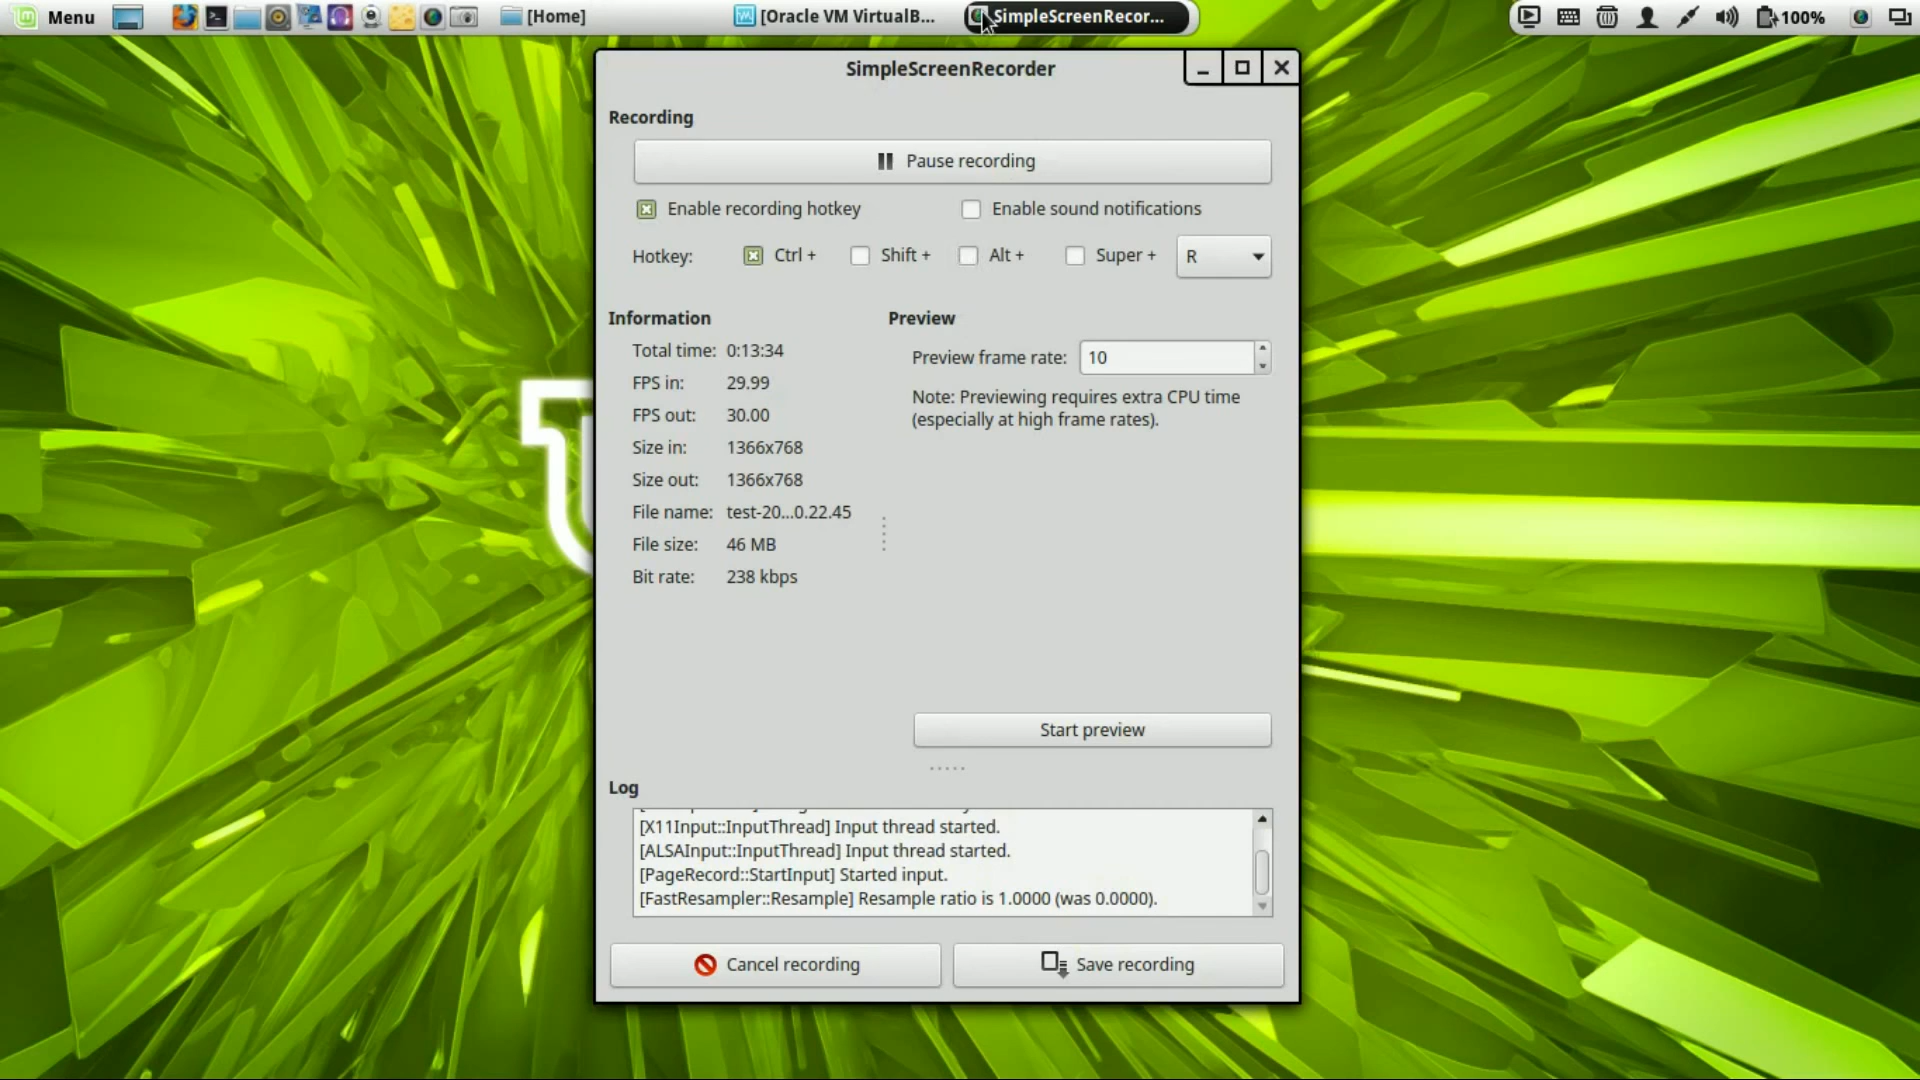 Menu
[Home]
[Oracle VM VirtualB...
SimpleScreenRecor...
100%
SimpleScreenRecorder
Recording
Pause recording
Enable recording hotkey
Enable sound notifications
Hotkey: Ctrl + Shift + Alt + Super + R
Information
Total time: 0:13:34
FPS in: 29.99
FPS out: 30.00
Size in: 1366x768
Size out: 1366x768
File name: test-20...0.22.45
File size: 46 MB
Bit rate: 238 kbps
Preview
Preview frame rate: 10
Note: Previewing requires extra CPU time
(especially at high frame rates).
Start preview
Log
[X11Input::InputThread] Input thread started.
[ALSAInput::InputThread] Input thread started.
[PageRecord::StartInput] Started input.
[FastResampler::Resample] Resample ratio is 1.0000 (was 0.0000).
Cancel recording
Save recording